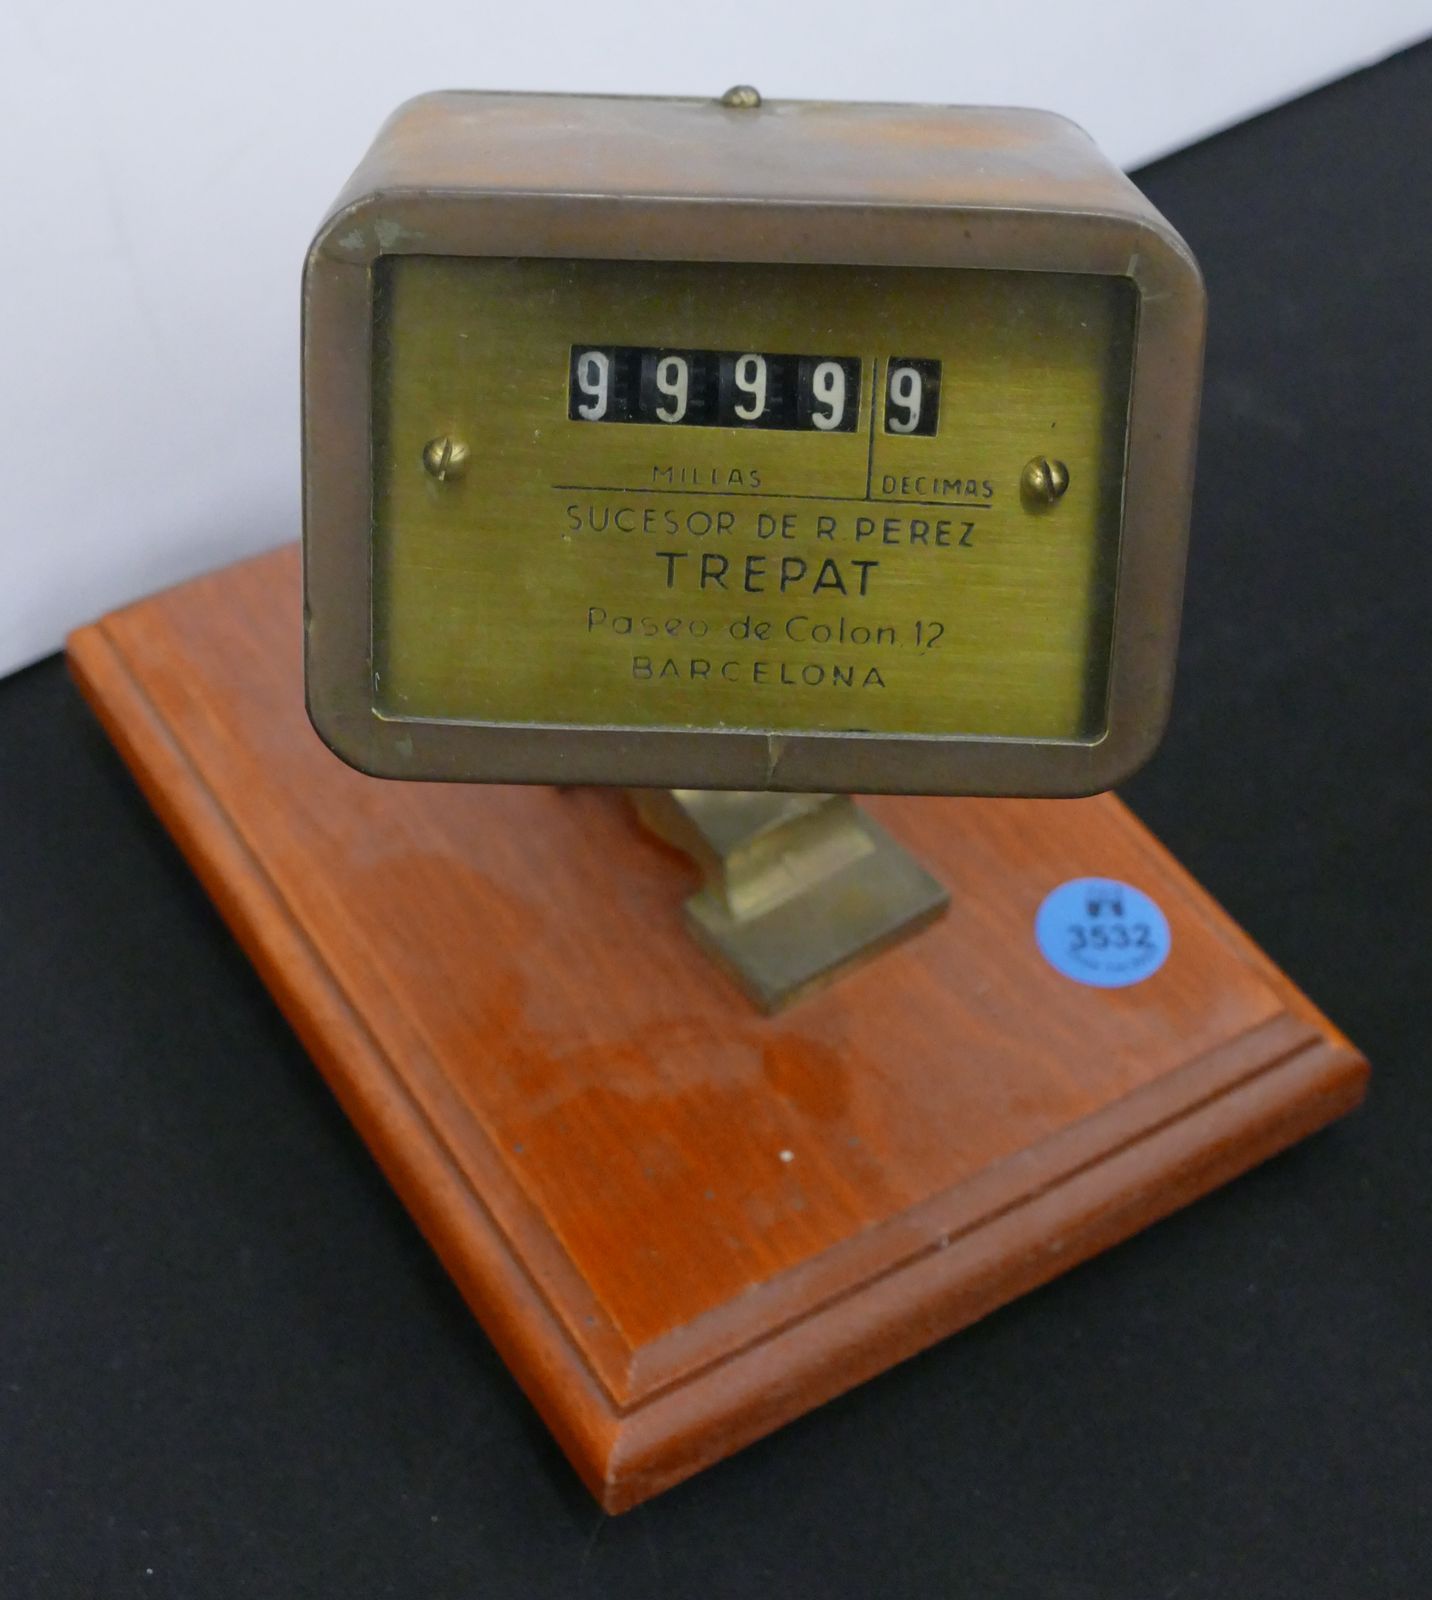 9999 9
MILLAS DECIMAS
SUCESOR DE R. PEREZ
TREPAT
Paseo de Colon, 12
BARCELONA
3532